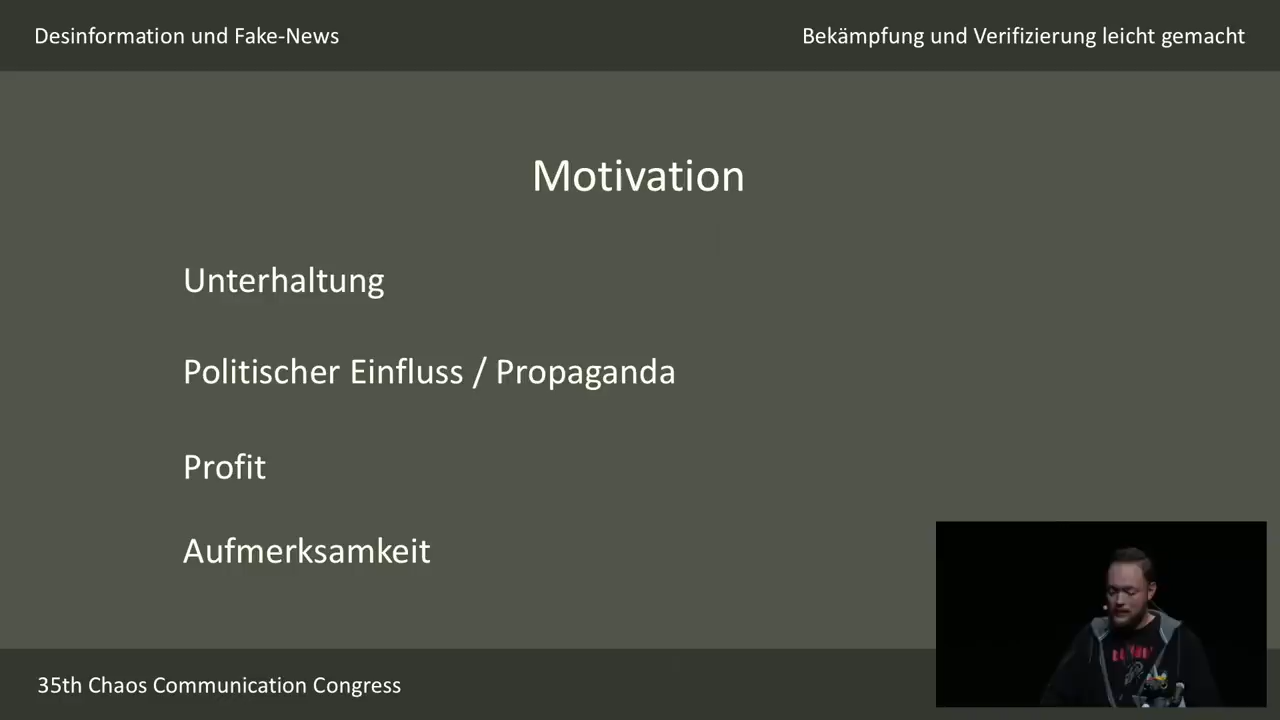 Desinformation und Fake-News
Bekämpfung und Verifizierung leicht gemacht
Motivation
Unterhaltung
Politischer Einfluss / Propaganda
Profit
Aufmerksamkeit
35th Chaos Communication Congress